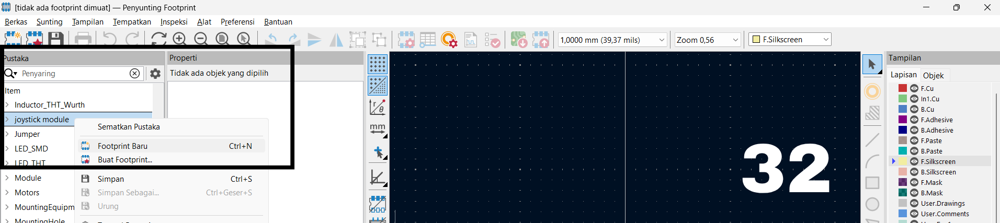 [tidak ada footprint dimuat] — Penyunting Footprint
Berkas Sunting Tampilan Tempatkan Inspeksi Alat Preferensi Bantuan
1,0000 mm (39,37 mils) Zoom 0,56 F.Silkscreen
Pustaka
Penyaring
Item
Inductor_THT_Wurth
joystick module
Jumper
LED_SMD
LED_THT
Module
Motors
MountingEquipm
MountingHole
Sematkan Pustaka
Footprint Baru Ctrl+N
Buat Footprint...
Simpan Ctrl+S
Simpan Sebagai... Ctrl+Geser+S
Urung
Properti
Tidak ada objek yang dipilih
mm
32
Tampilan
Lapisan Objek
F.Cu
In1.Cu
B.Cu
F.Adhesive
B.Adhesive
F.Paste
B.Paste
F.Silkscreen
B.Silkscreen
F.Mask
B.Mask
User.Drawings
User.Comments